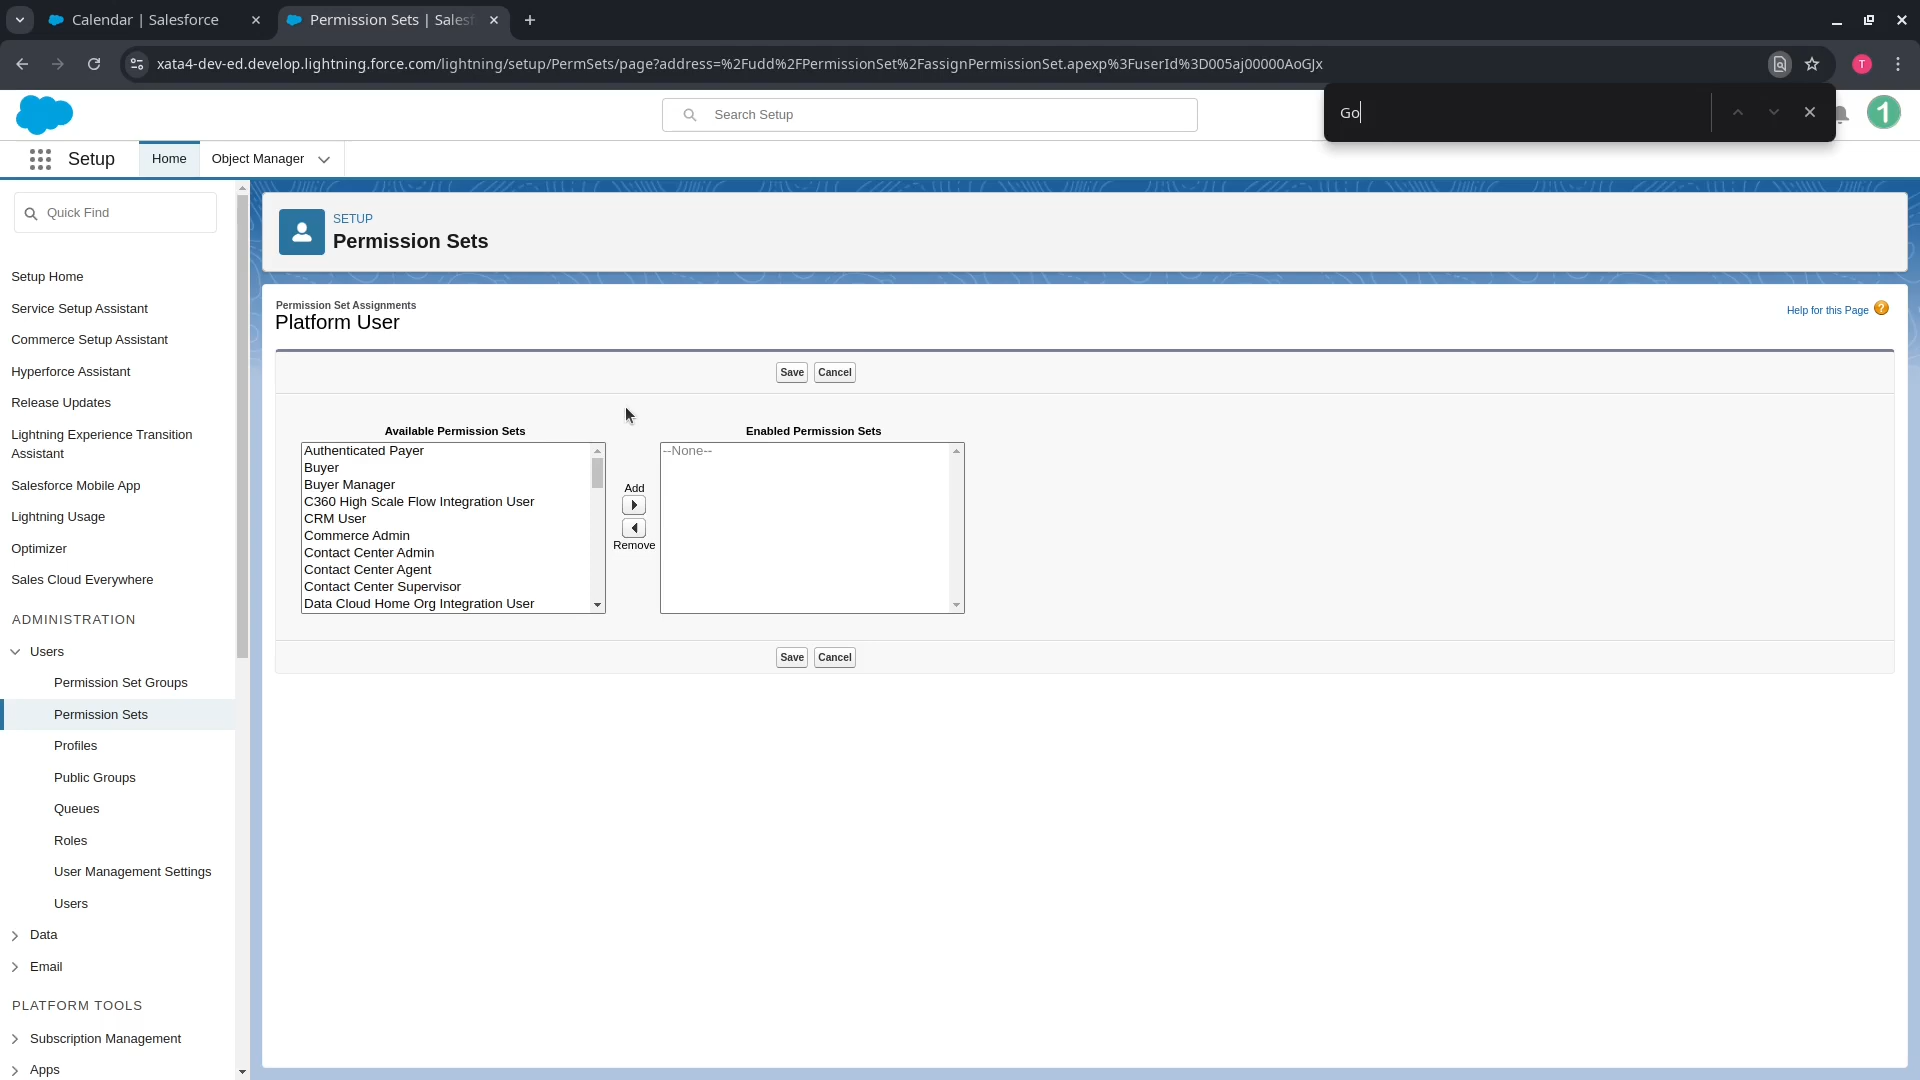 Calendar | Salesforce
Permission Sets | Sales
xata4-dev-ed.develop.lightning.force.com/lightning/setup/PermSets/page?address=%2Fudd%2FPermissionSet%2FassignPermissionSet.apexp%3FuserId%3D005aj00000AoGJx
T
Search Setup
Go
1
Setup
Home
Object Manager
Quick Find
Setup Home
Service Setup Assistant
Commerce Setup Assistant
Hyperforce Assistant
Release Updates
Lightning Experience Transition
Assistant
Salesforce Mobile App
Lightning Usage
Optimizer
Sales Cloud Everywhere
ADMINISTRATION
Users
Permission Set Groups
Permission Sets
Profiles
Public Groups
Queues
Roles
User Management Settings
Users
Data
Email
PLATFORM TOOLS
Subscription Management
Apps
SETUP
Permission Sets
Permission Set Assignments
Platform User
Help for this Page
?
Save Cancel
Available Permission Sets
Authenticated Payer
Buyer
Buyer Manager
C360 High Scale Flow Integration User
CRM User
Commerce Admin
Contact Center Admin
Contact Center Agent
Contact Center Supervisor
Data Cloud Home Org Integration User
Add
Remove
Enabled Permission Sets
--None--
Save Cancel